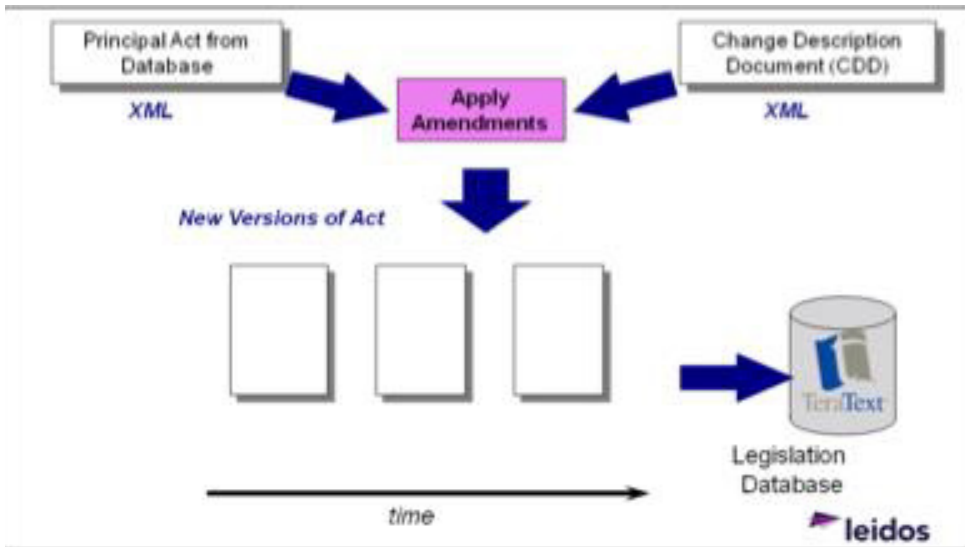 Principal Act from
Database
XML
Change Description
Document (CDD)
XML
Apply
Amendments
New Versions of Act
TeraText
Legislation
Database
time
leidos